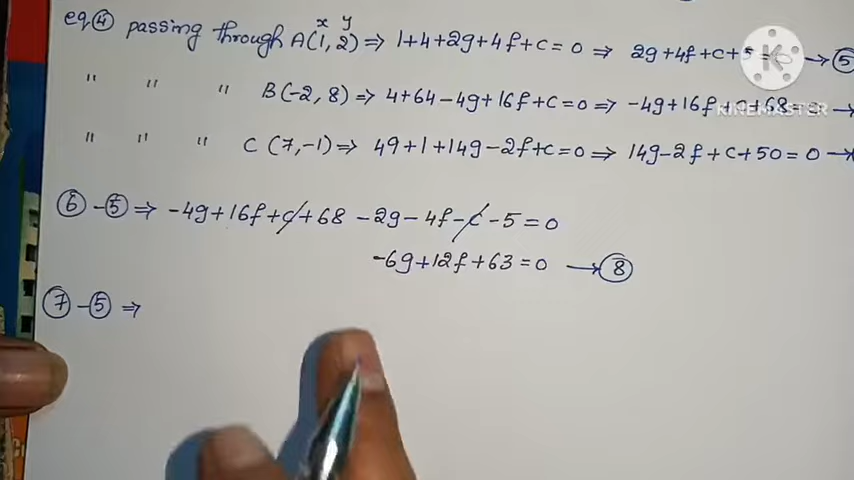 x y
eq ④ passing through A(1, 2) ⇒ 1+4+2g+4f+c = 0 ⇒ 2g+4f+c+5 = 0 → ⑤
" " " B(-2, 8) ⇒ 4+64-4g+16f+c = 0 ⇒ -4g+16f+c+68 = 0 →
" " " C (7,-1) ⇒ 49+1+14g-2f+c = 0 ⇒ 14g-2f+c+50 = 0 →
⑥ - ⑤ ⇒ -4g+16f+c+68 -2g-4f-c-5 = 0
-6g+12f+63 = 0 → ⑧
⑦ - ⑤ ⇒
K
KINEMASTER